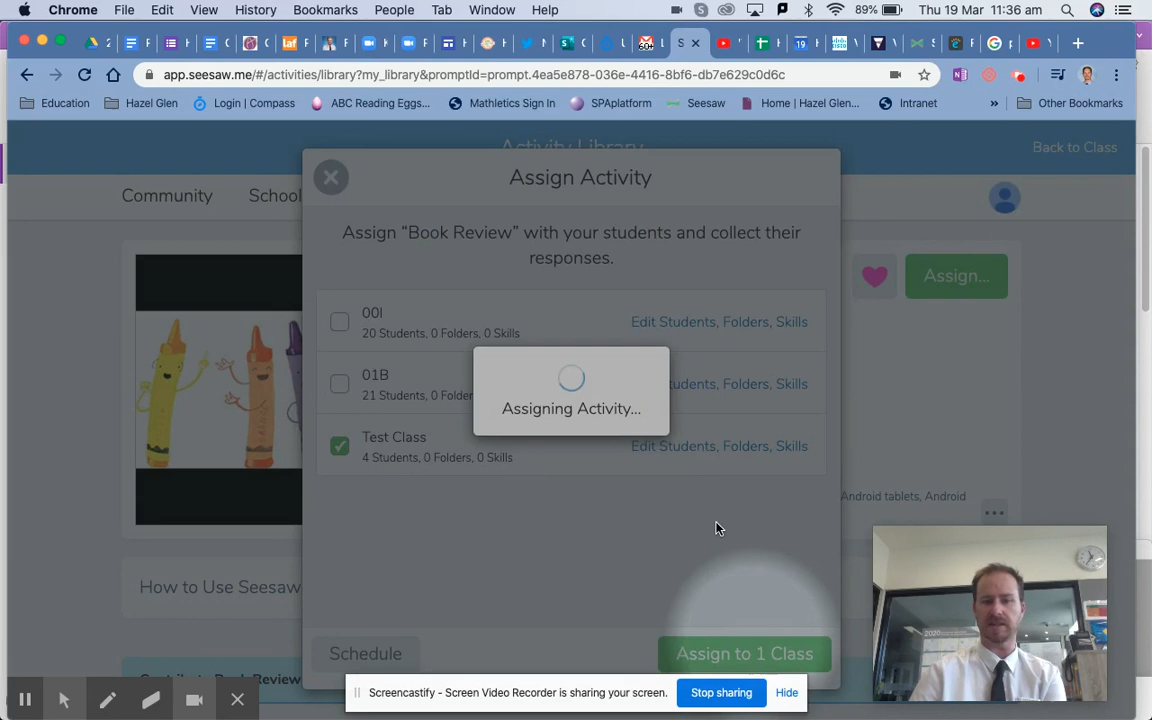 Chrome File Edit View History Bookmarks People Tab Window Help 89% Thu 19 Mar 11:36 am
app.seesaw.me/#/activities/library?my_library&promptId=prompt.4ea5e878-036e-4416-8bf6-db7e629c0d6c
Education Hazel Glen Login | Compass ABC Reading Eggs... Mathletics Sign In SPAplatform Seesaw Home | Hazel Glen... Intranet » Other Bookmarks
Activity Library
Back to Class
Community School
Assign Activity
Assign “Book Review” with your students and collect their
responses.
Assign...
00I
20 Students, 0 Folders, 0 Skills
Edit Students, Folders, Skills
01B
21 Students, 0 Folders
Students, Folders, Skills
Assigning Activity...
Test Class
4 Students, 0 Folders, 0 Skills
Edit Students, Folders, Skills
Android tablets, Android
How to Use Seesaw
Schedule
Assign to 1 Class
Screencastify - Screen Video Recorder is sharing your screen. Stop sharing Hide
2020